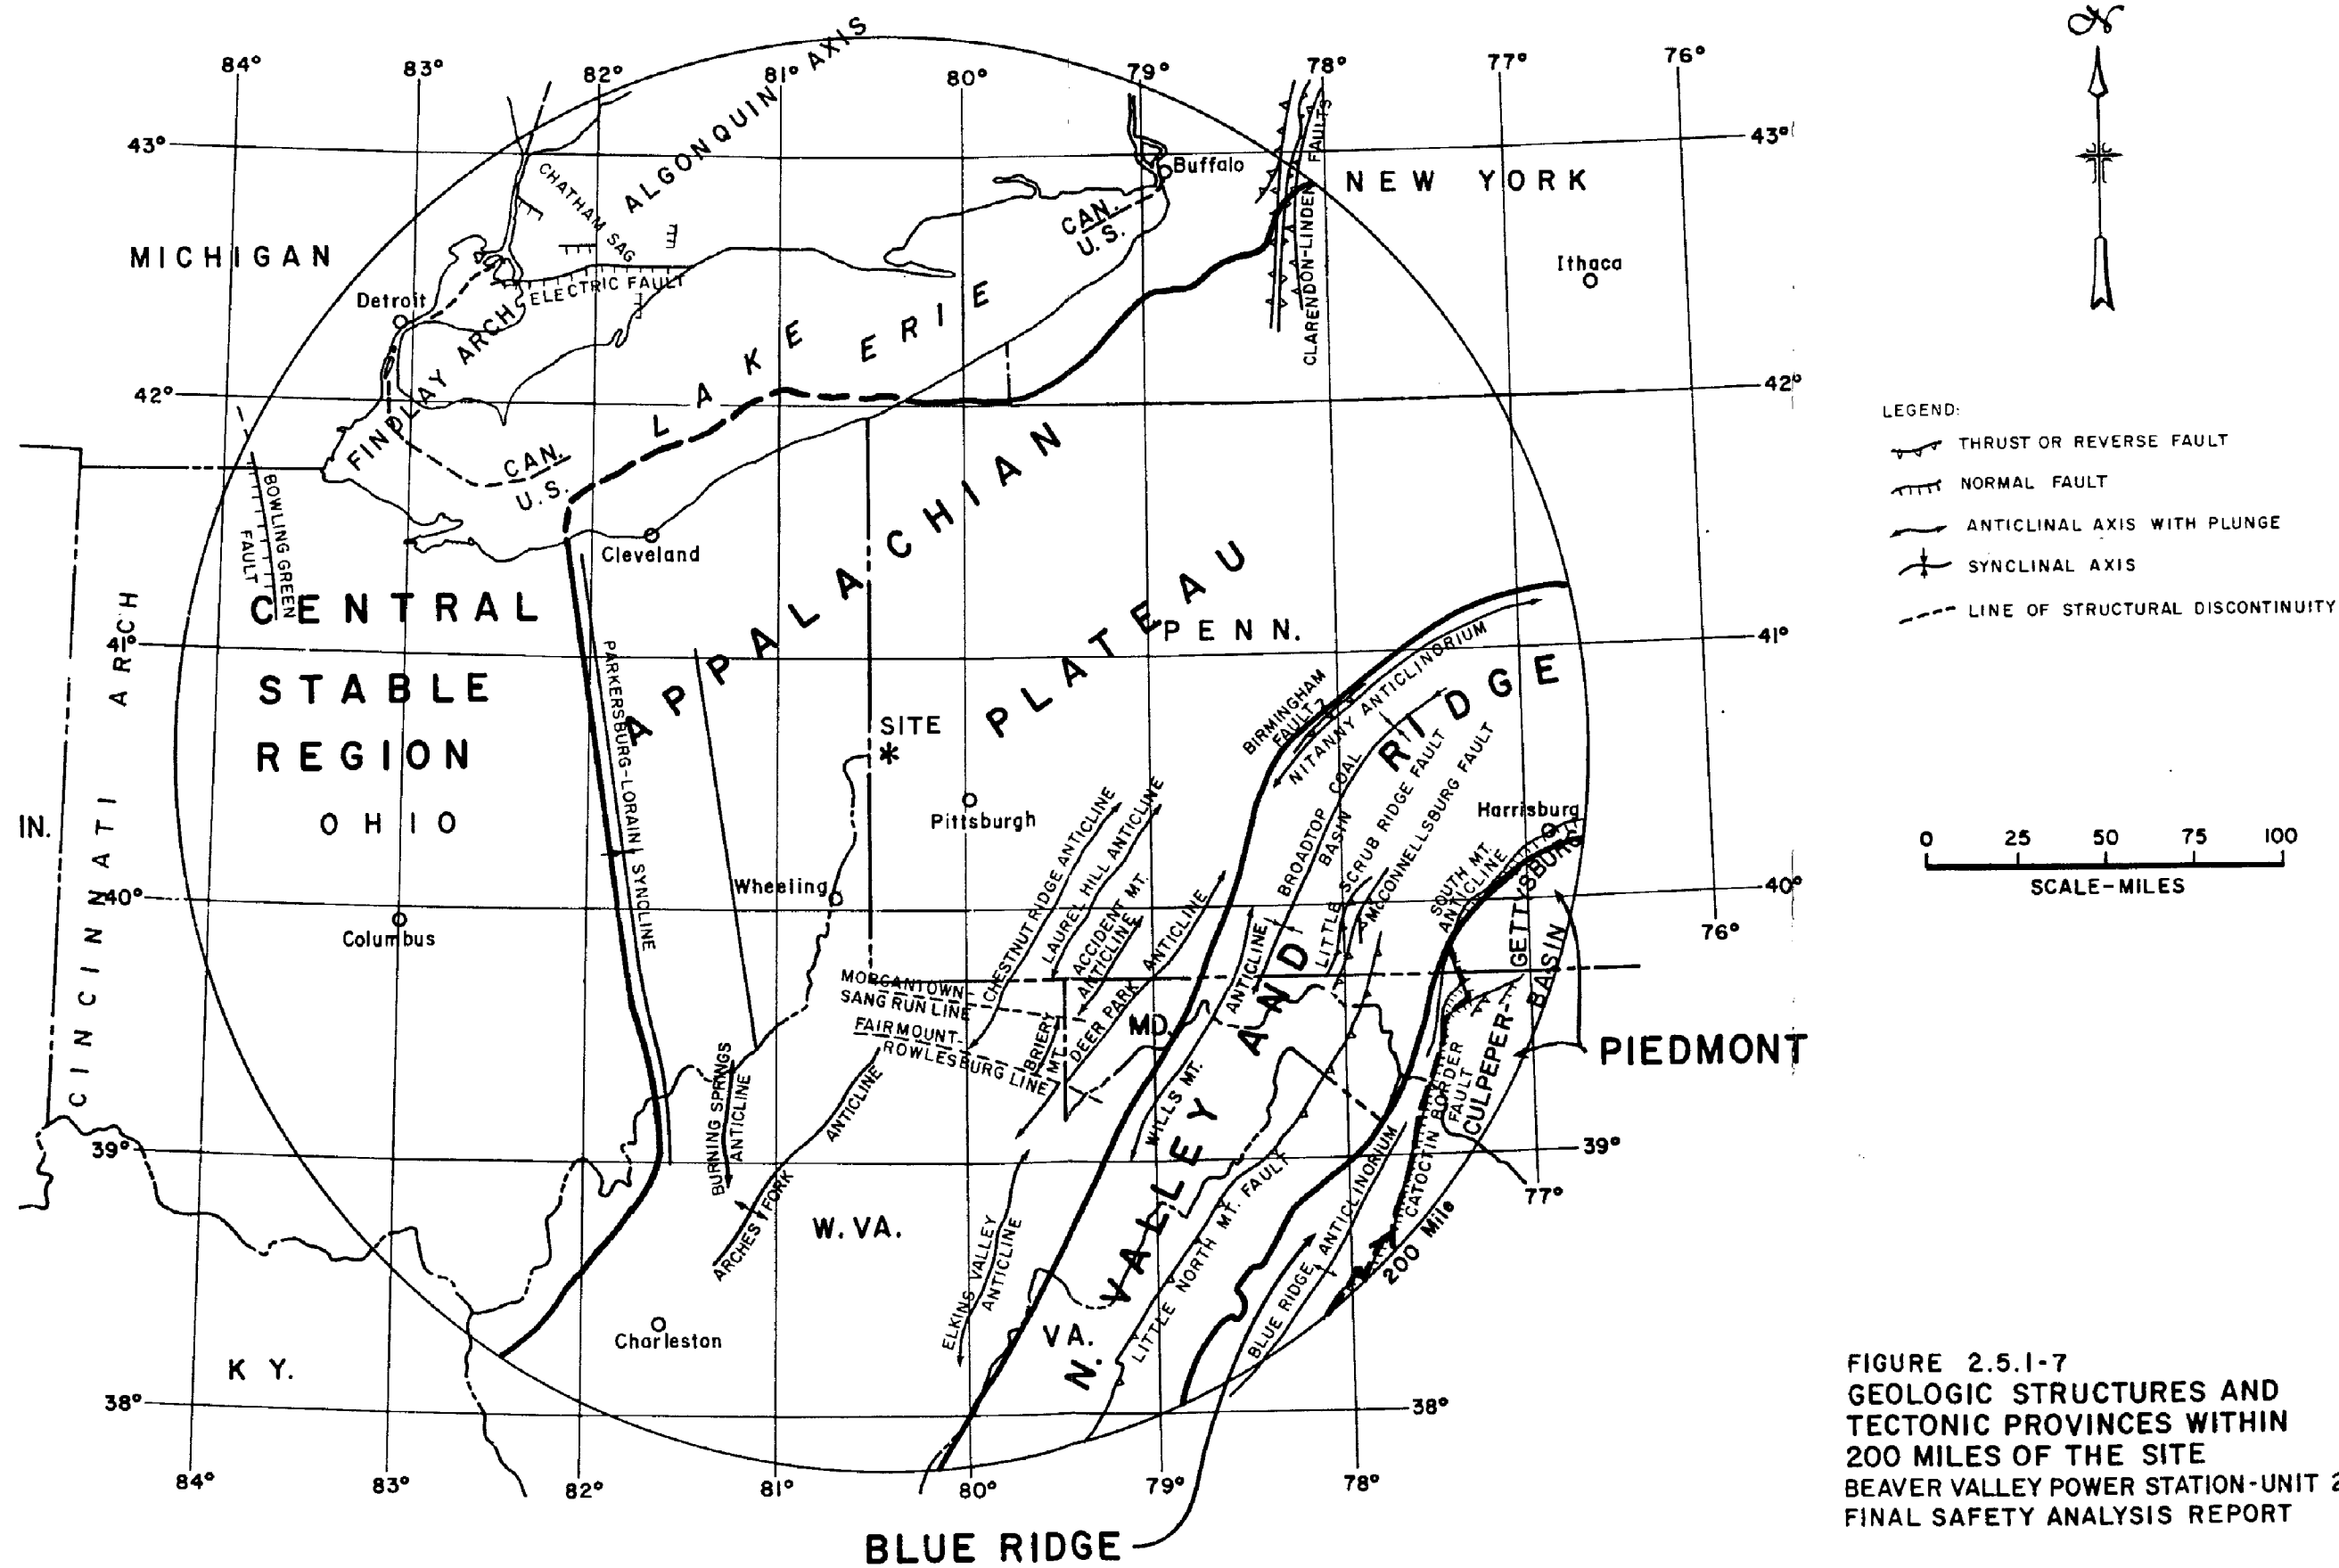 84°
83°
82°
81°
80°
79°
78°
77°
76°
43°
43°
ALGONQUIN AXIS
CHATHAM SAG
Buffalo
CAN.
U.S.
NEW YORK
CLARENDON-LINDEN FAULTS
Ithaca
MICHIGAN
Detroit
ELECTRIC FAULT
FINDLAY ARCH
LAKE ERIE
42°
42°
CAN.
U.S.
BOWLING GREEN
FAULT
Cleveland
APPALACHIAN
PLATEAU
PENN.
CENTRAL
STABLE
REGION
OHIO
41°
41°
CINCINNATI ARCH
IN.
PARKERSBURG-LORAIN SYNCLINE
SITE
Pittsburgh
BIRMINGHAM
FAULT?
NITANNY ANTICLINORIUM
BROADTOP COAL
BASIN
LITTLE SCRUB RIDGE FAULT
McCONNELLSBURG FAULT
Harrisburg
SOUTH MT.
ANTICLINE
GETTYSBURG
CULPEPER-
BASIN
VALLEY AND RIDGE
Wheeling
40°
40°
76°
Columbus
CHESTNUT RIDGE ANTICLINE
LAUREL HILL ANTICLINE
ACCIDENT MT.
ANTICLINE
DEER PARK ANTICLINE
MORGANTOWN-
SANG RUN LINE
FAIRMOUNT-
ROWLESBURG LINE
BRIERY
MT.
MD.
WILLS MT. ANTICLINE
PIEDMONT
BURNING SPRINGS
ANTICLINE
ARCHES FORK ANTICLINE
CATOCTIN BORDER
FAULT
39°
39°
77°
W.VA.
ELKINS VALLEY
ANTICLINE
LITTLE NORTH MT. FAULT
BLUE RIDGE ANTICLINORIUM
200 Mile
VA.
N.
Charleston
KY.
38°
38°
84°
83°
82°
81°
80°
79°
78°
BLUE RIDGE
N
LEGEND:
THRUST OR REVERSE FAULT
NORMAL FAULT
ANTICLINAL AXIS WITH PLUNGE
SYNCLINAL AXIS
LINE OF STRUCTURAL DISCONTINUITY
0 25 50 75 100
SCALE-MILES
FIGURE 2.5.1-7
GEOLOGIC STRUCTURES AND
TECTONIC PROVINCES WITHIN
200 MILES OF THE SITE
BEAVER VALLEY POWER STATION-UNIT 2
FINAL SAFETY ANALYSIS REPORT